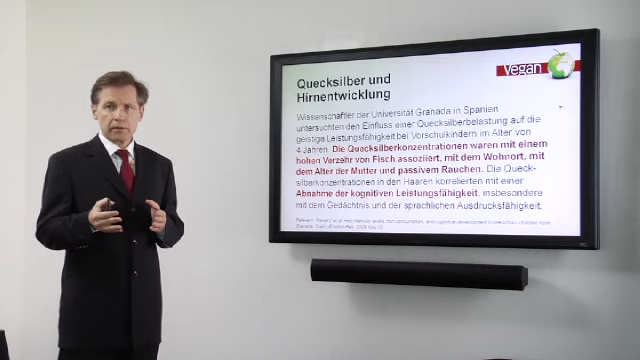 Vegan
Quecksilber und
Hirnentwicklung
Wissenschaftler der Universität Granada in Spanien
untersuchten den Einfluss einer Quecksilberbelastung auf die
geistige Leistungsfähigkeit bei Vorschulkindern im Alter von
4 Jahren. Die Quecksilberkonzentrationen waren mit einem
hohen Verzehr von Fisch assoziiert, mit dem Wohnort, mit
dem Alter der Mutter und passivem Rauchen. Die Queck-
silberkonzentrationen in den Haaren korrelierten mit einer
Abnahme der kognitiven Leistungsfähigkeit, insbesondere
mit dem Gedächtnis und der sprachlichen Ausdrucksfähigkeit.